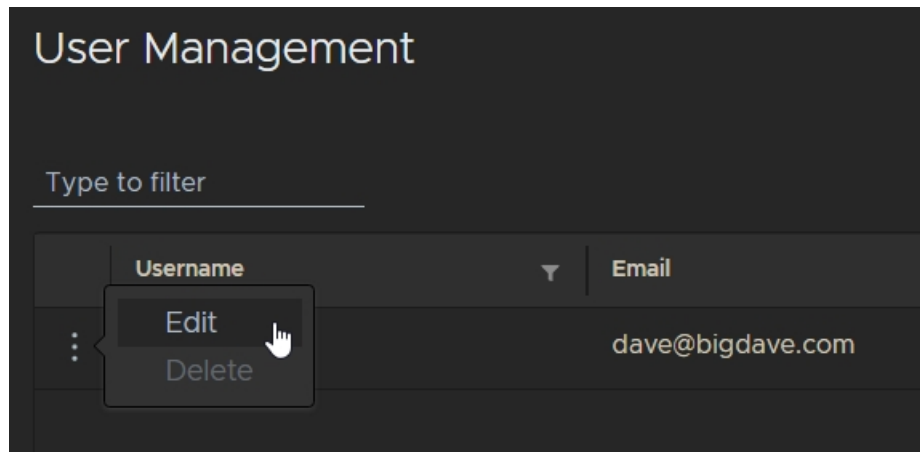 User Management
Type to filter
Username Email
Edit
dave@bigdave.com
Delete